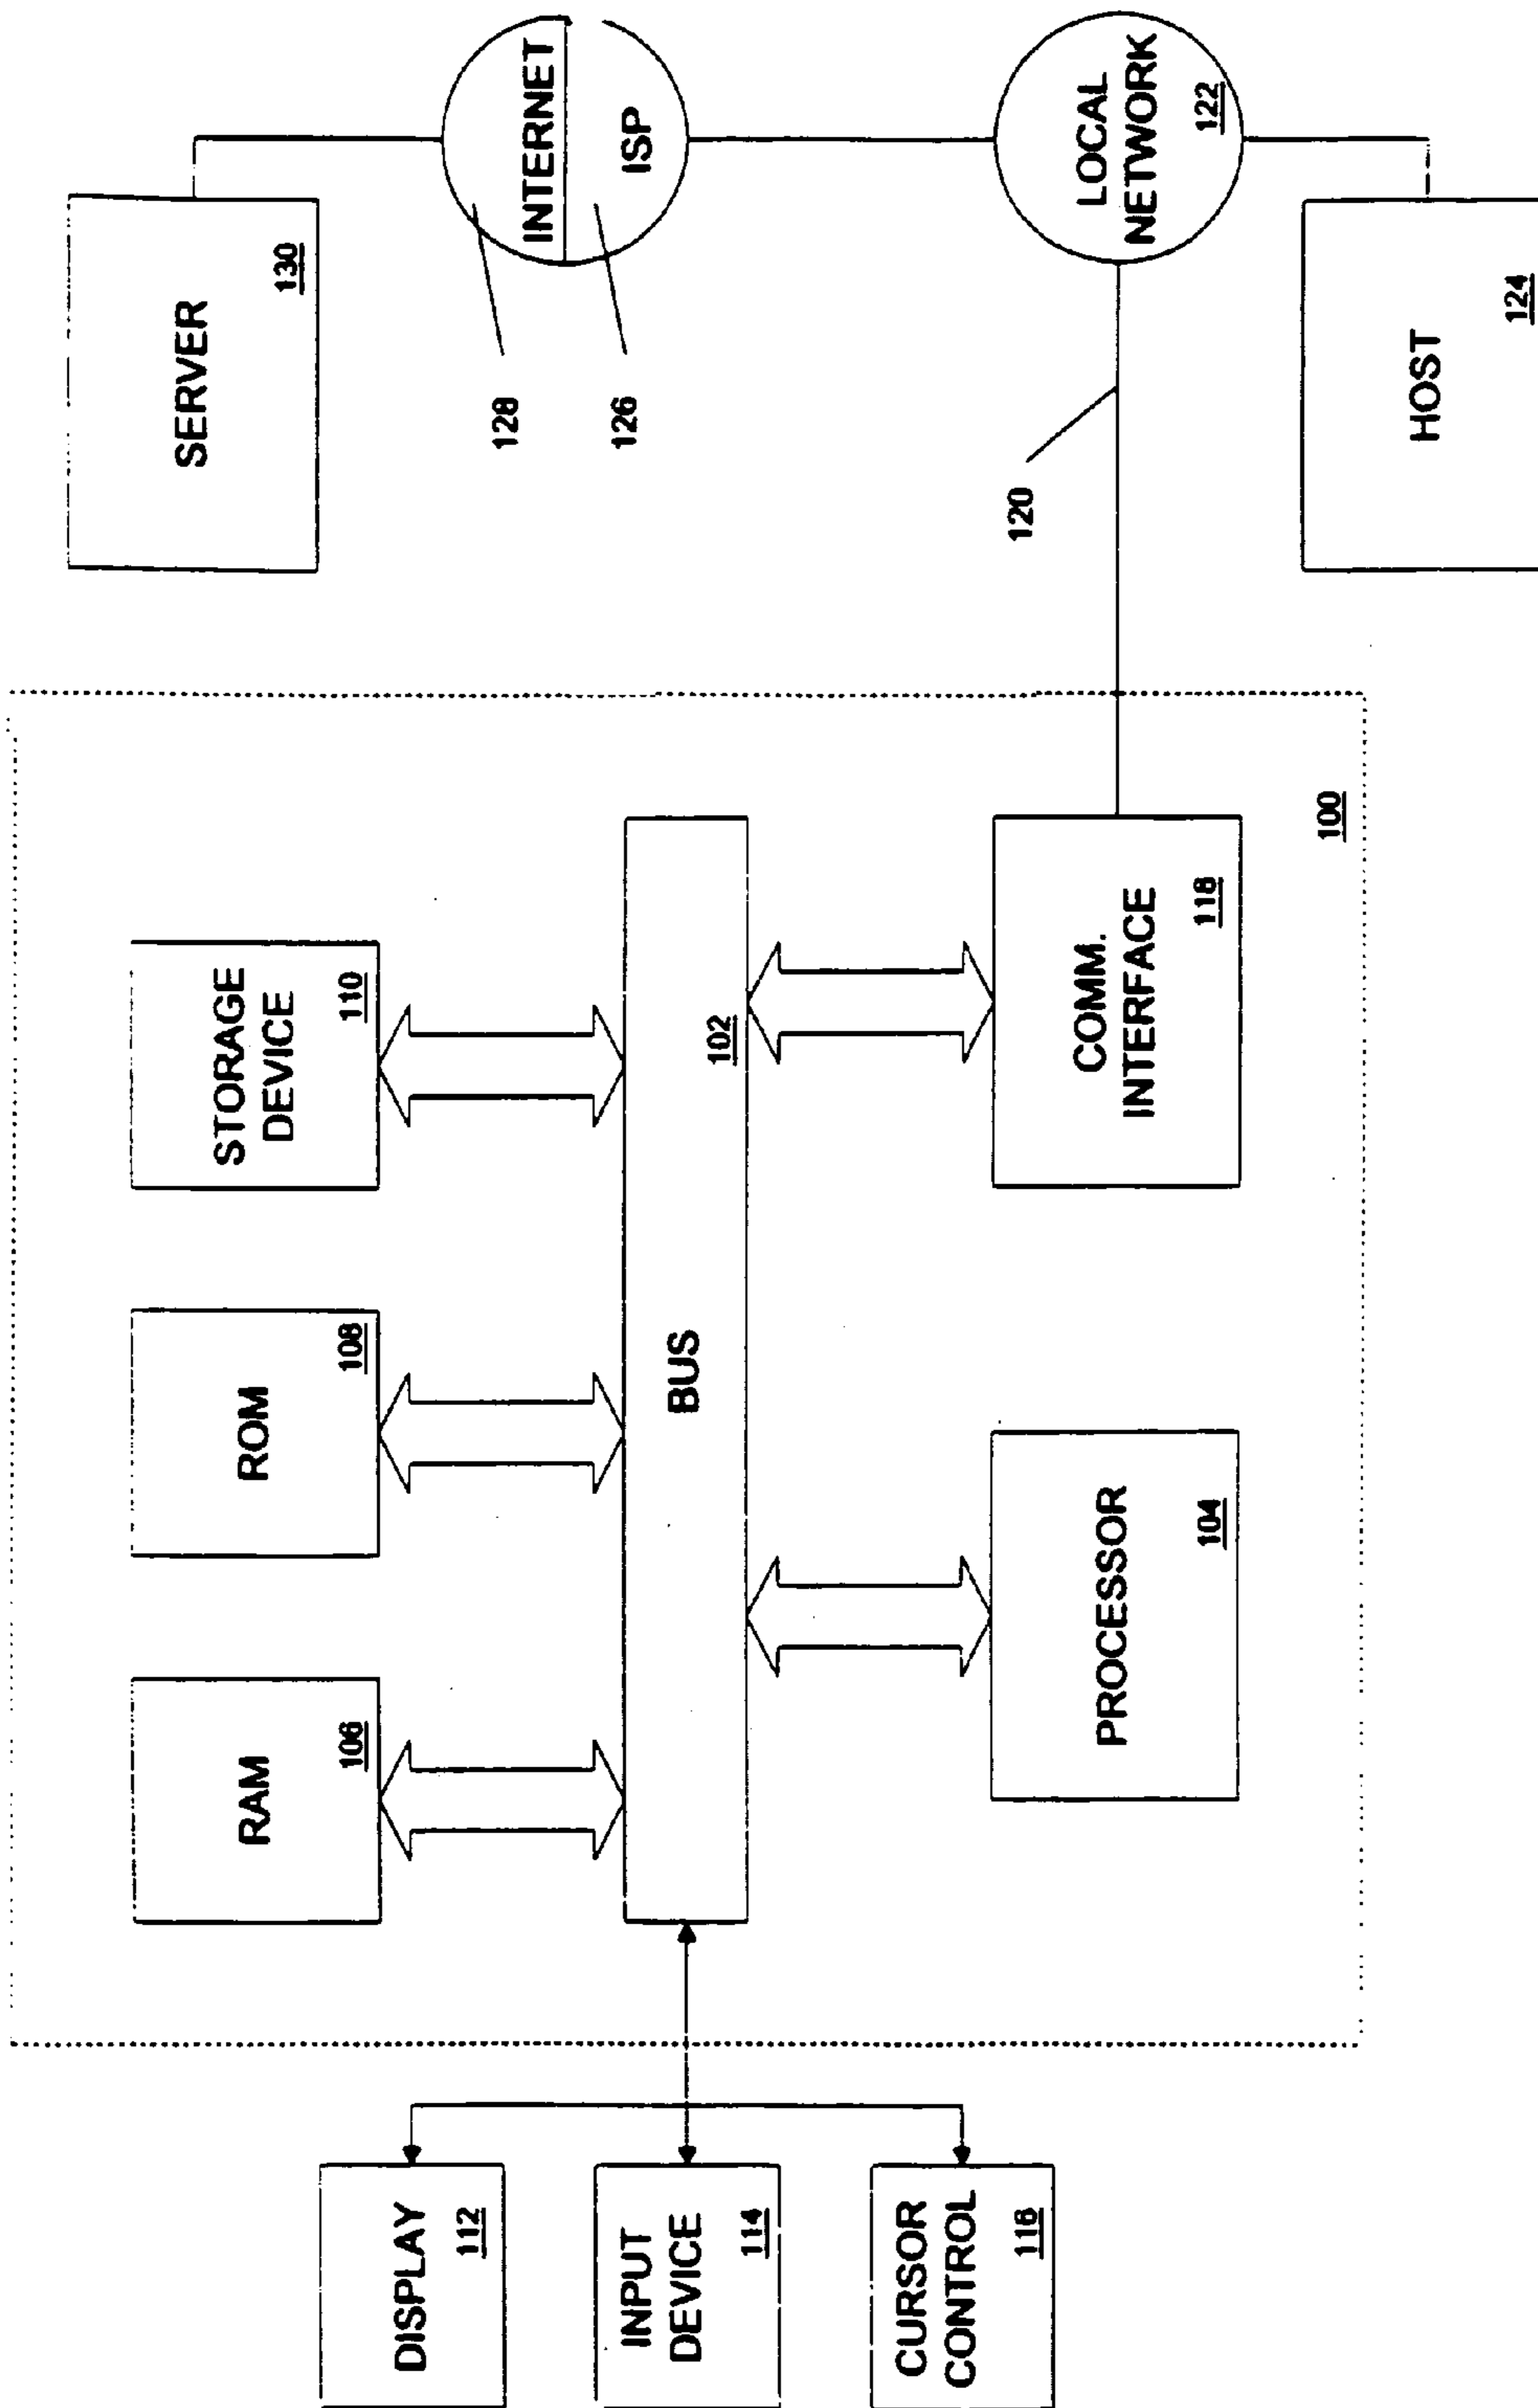 DISPLAY
112
INPUT
DEVICE
114
CURSOR
CONTROL
116
RAM
106
ROM
108
STORAGE
DEVICE
110
BUS
102
PROCESSOR
104
COMM.
INTERFACE
118
100
SERVER
130
INTERNET
ISP
128
126
120
LOCAL
NETWORK
122
HOST
124